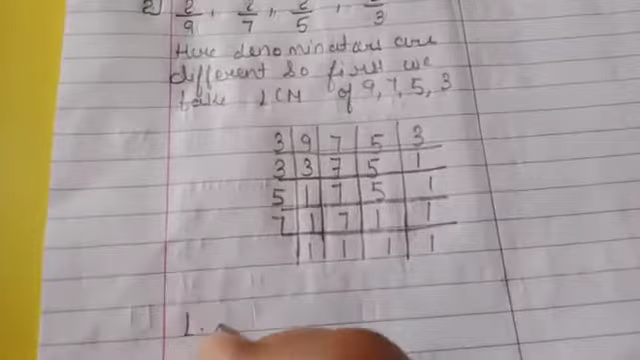 2) 2/9, 2/7, 2/5, /3
Here denominators are
different so first we
take LCM of 9, 7, 5, 3
3 9 7 5 3
3 3 7 5 1
5 1 7 5 1
7 1 7 1 1
1 1 1 1
L.